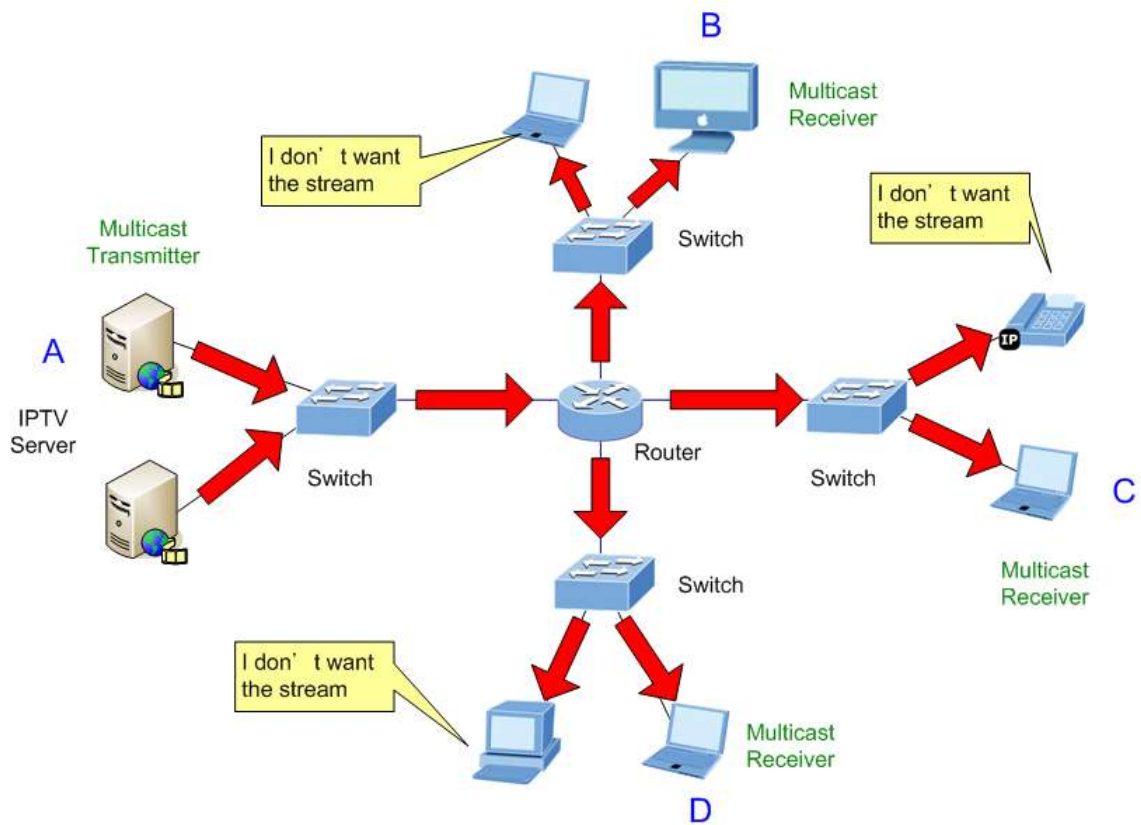 B
Multicast
Receiver
I don’ t want
the stream
I don’ t want
the stream
Switch
Multicast
Transmitter
A
IP
IPTV
Server
Router
Switch
Switch
C
Switch
Multicast
Receiver
I don’ t want
the stream
Multicast
Receiver
D